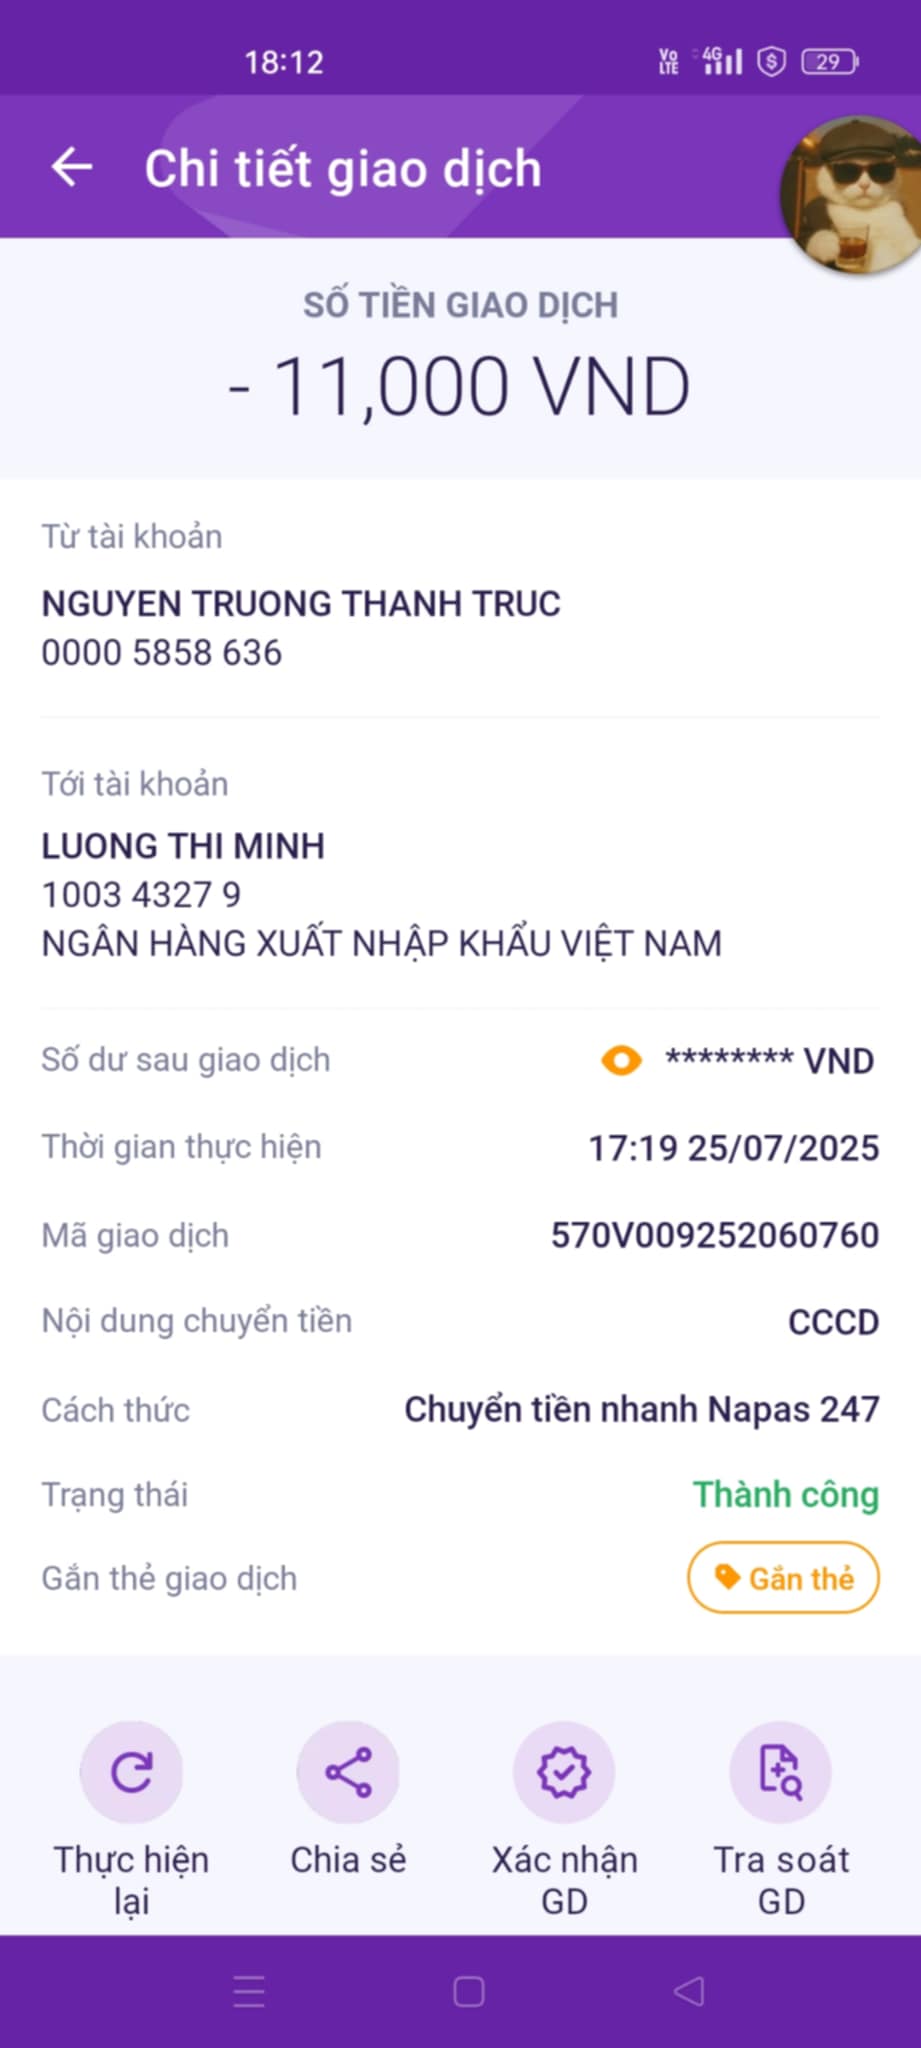 18:12
Vo LTE 4G 29
Chi tiết giao dịch
SỐ TIỀN GIAO DỊCH
- 11,000 VND
Từ tài khoản
NGUYEN TRUONG THANH TRUC
0000 5858 636
Tới tài khoản
LUONG THI MINH
1003 4327 9
NGÂN HÀNG XUẤT NHẬP KHẨU VIỆT NAM
Số dư sau giao dịch ******** VND
Thời gian thực hiện 17:19 25/07/2025
Mã giao dịch 570V009252060760
Nội dung chuyển tiền CCCD
Cách thức Chuyển tiền nhanh Napas 247
Trạng thái Thành công
Gắn thẻ giao dịch Gắn thẻ
Thực hiện lại
Chia sẻ
Xác nhận GD
Tra soát GD